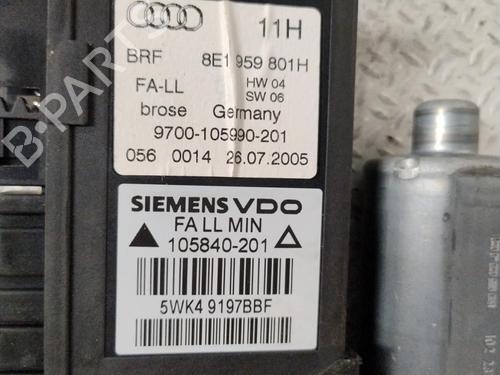 11H
BRF 8E1 959 801H
FA-LL HW 04
SW 06
brose Germany
9700-105990-201
056 0014 26.07.2005
SIEMENS VDO
FA LL MIN
105840-201
5WK4 9197BBF